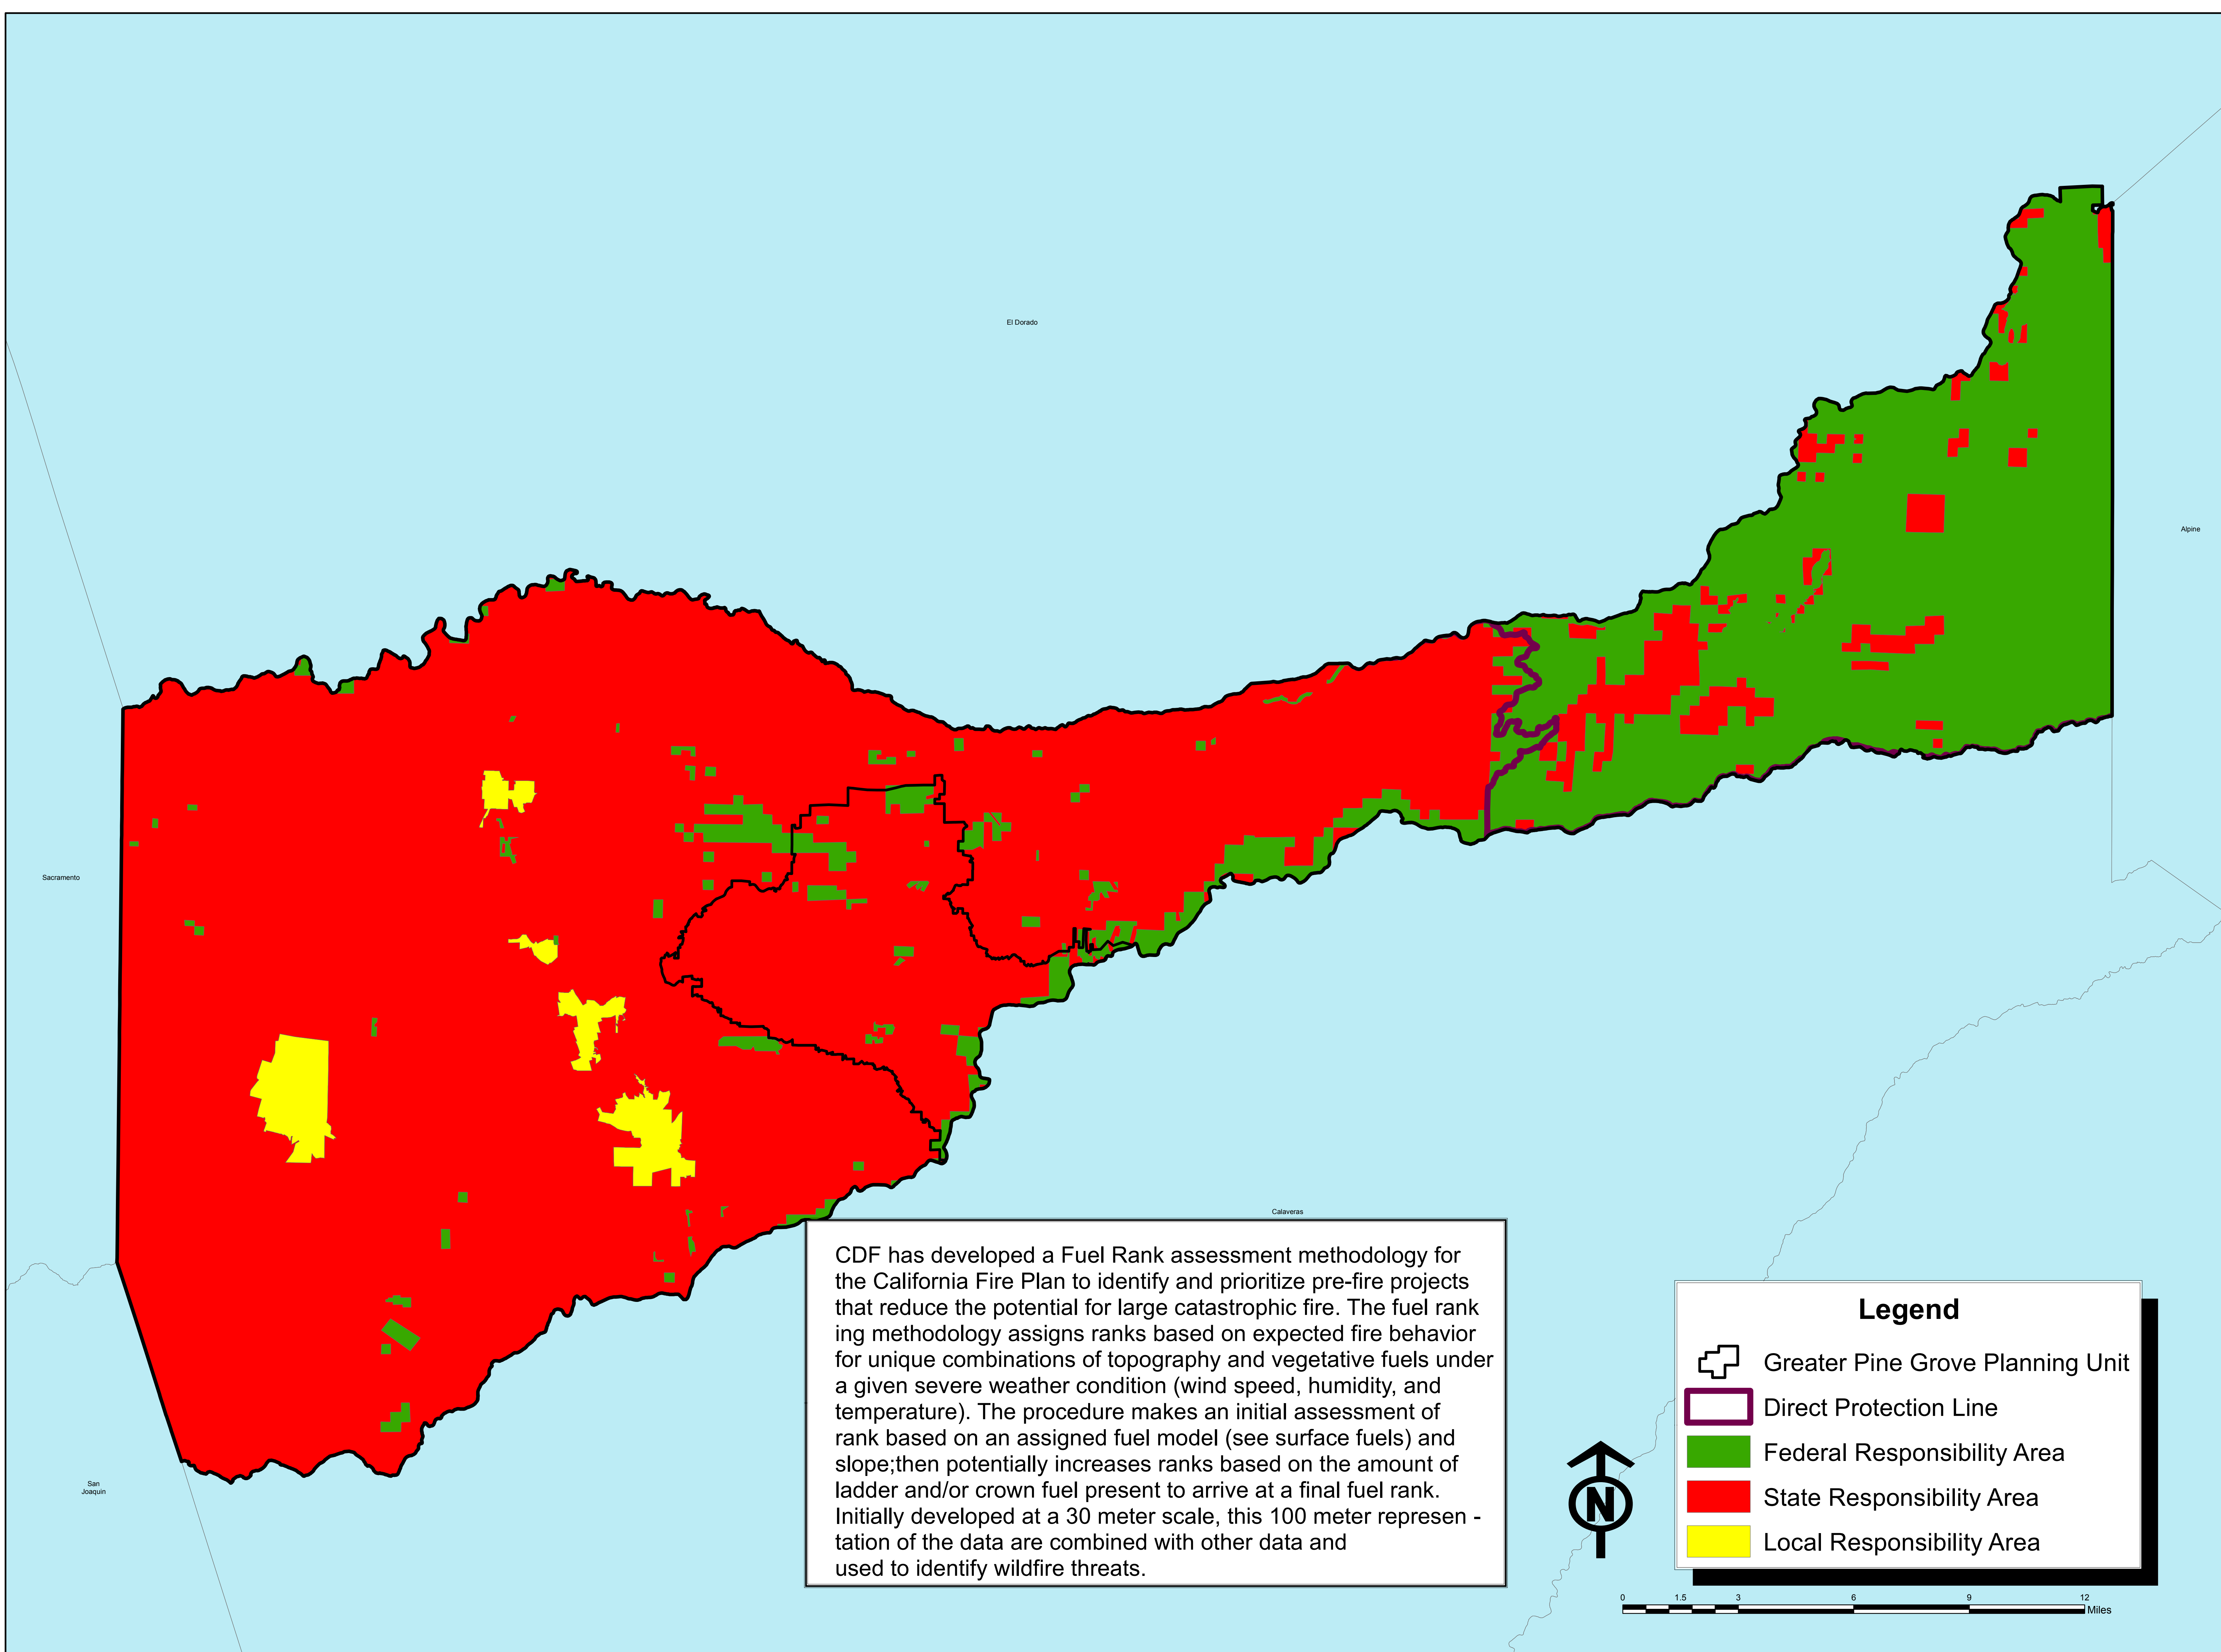 El Dorado
Alpine
Sacramento
Calaveras
San
Joaquin
CDF has developed a Fuel Rank assessment methodology for
the California Fire Plan to identify and prioritize pre-fire projects
that reduce the potential for large catastrophic fire. The fuel rank
ing methodology assigns ranks based on expected fire behavior
for unique combinations of topography and vegetative fuels under
a given severe weather condition (wind speed, humidity, and
temperature). The procedure makes an initial assessment of
rank based on an assigned fuel model (see surface fuels) and
slope;then potentially increases ranks based on the amount of
ladder and/or crown fuel present to arrive at a final fuel rank.
Initially developed at a 30 meter scale, this 100 meter represen -
tation of the data are combined with other data and
used to identify wildfire threats.
N
Legend
Greater Pine Grove Planning Unit
Direct Protection Line
Federal Responsibility Area
State Responsibility Area
Local Responsibility Area
0 1.5 3 6 9 12
Miles